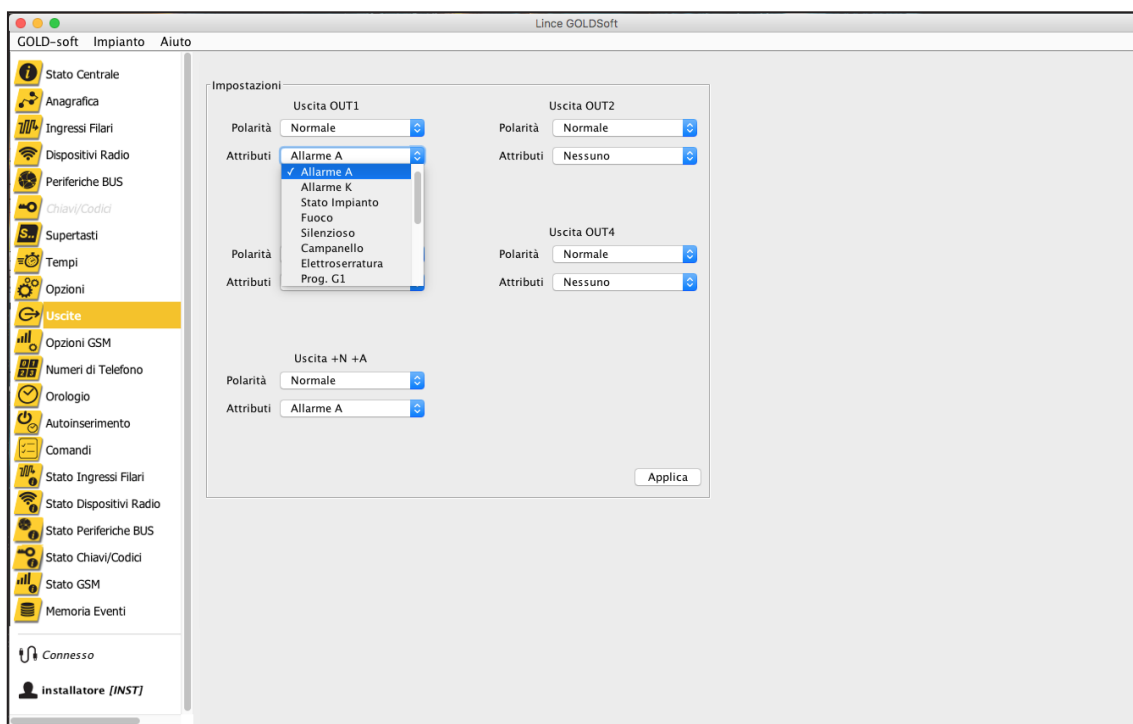 Lince GOLDSoft
GOLD-soft Impianto Aiuto
Stato Centrale
Anagrafica
Ingressi Filari
Dispositivi Radio
Periferiche BUS
Chiavi/Codici
Supertasti
Tempi
Opzioni
Uscite
Opzioni GSM
Numeri di Telefono
Orologio
Autoinserimento
Comandi
Stato Ingressi Filari
Stato Dispositivi Radio
Stato Periferiche BUS
Stato Chiavi/Codici
Stato GSM
Memoria Eventi
Connesso
installatore [INST]
Impostazioni
Uscita OUT1
Polarità Normale
Attributi Allarme A
✓ Allarme A
Allarme K
Stato Impianto
Fuoco
Silenzioso
Campanello
Elettroserratura
Prog. G1
Uscita OUT2
Polarità Normale
Attributi Nessuno
Polarità
Attributi
Uscita OUT4
Polarità Normale
Attributi Nessuno
Uscita +N +A
Polarità Normale
Attributi Allarme A
Applica